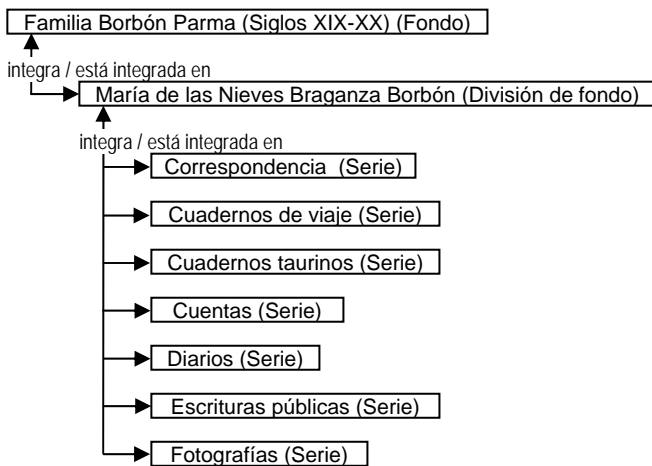 Familia Borbón Parma (Siglos XIX-XX) (Fondo)
integra / está integrada en
María de las Nieves Braganza Borbón (División de fondo)
integra / está integrada en
Correspondencia (Serie)
Cuadernos de viaje (Serie)
Cuadernos taurinos (Serie)
Cuentas (Serie)
Diarios (Serie)
Escrituras públicas (Serie)
Fotografías (Serie)